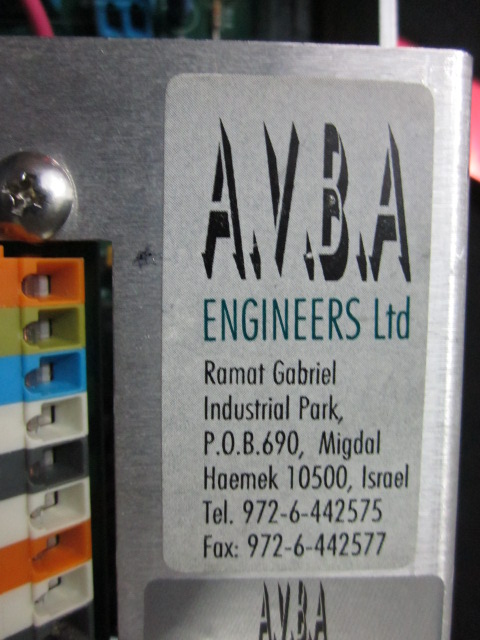 A.V.B.A
ENGINEERS Ltd
Ramat Gabriel
Industrial Park,
P.O.B.690, Migdal
Haemek 10500, Israel
Tel. 972-6-442575
Fax: 972-6-442577
A.V.B.A